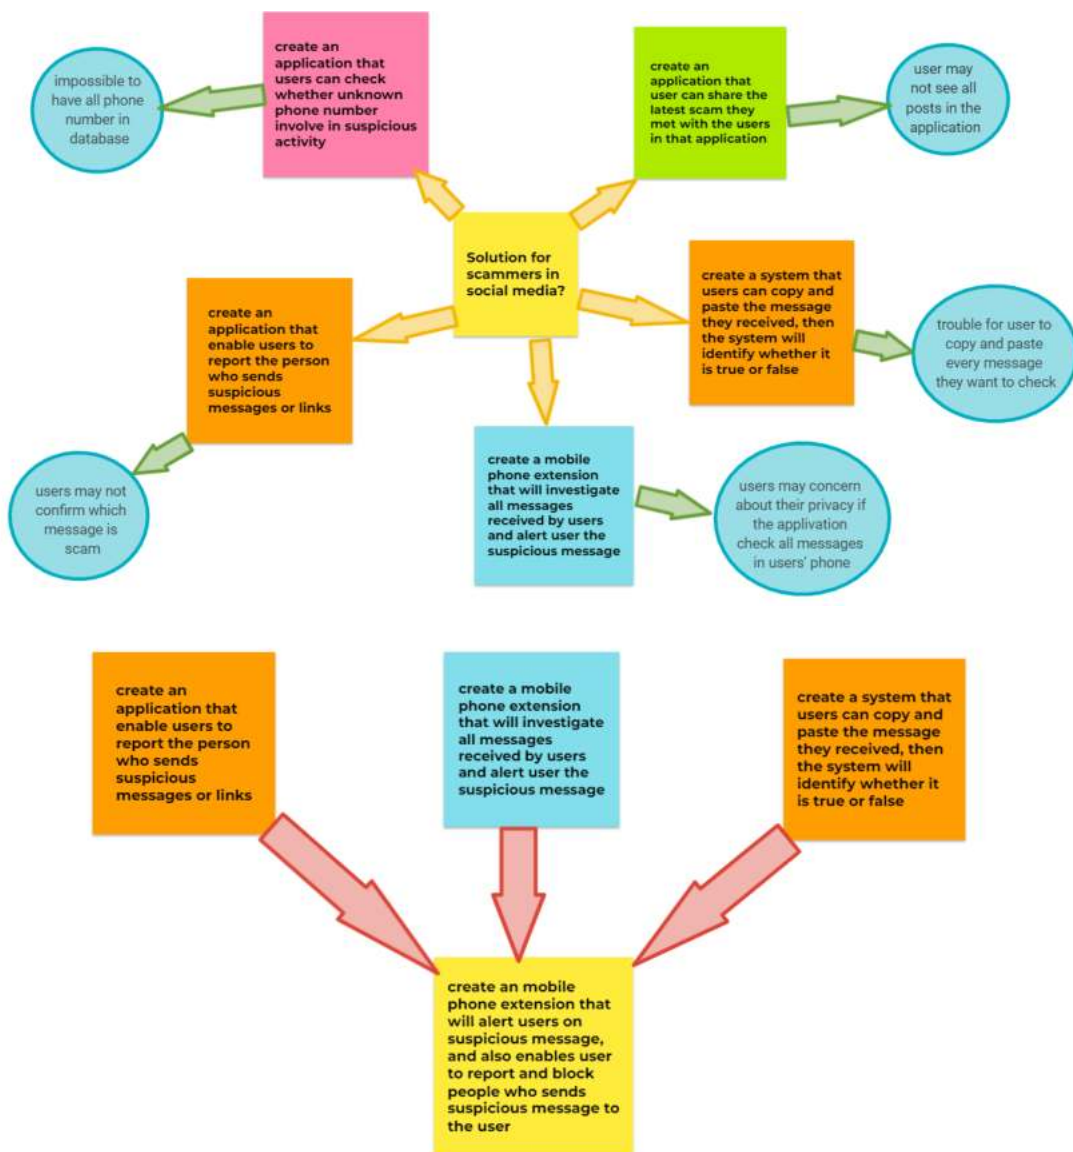 create an
application that
users can check
whether unknown
phone number
involve in suspicious
activity
impossible to
have all phone
number in
database
create an
application that
user can share the
latest scam they
met with the users
in that application
user may
not see all
posts in the
application
Solution for
scammers in
social media?
create an
application that
enable users to
report the person
who sends
suspicious
messages or links
users may not
confirm which
message is
scam
create a system that
users can copy and
paste the message
they received, then
the system will
identify whether it
is true or false
trouble for user to
copy and paste
every message
they want to check
create a mobile
phone extension
that will investigate
all messages
received by users
and alert user the
suspicious message
users may concern
about their privacy if
the applivation
check all messages
in users' phone
create an
application that
enable users to
report the person
who sends
suspicious
messages or links
create a mobile
phone extension
that will investigate
all messages
received by users
and alert user the
suspicious message
create a system that
users can copy and
paste the message
they received, then
the system will
identify whether it
is true or false
create an mobile
phone extension that
will alert users on
suspicious message,
and also enables user
to report and block
people who sends
suspicious message to
the user